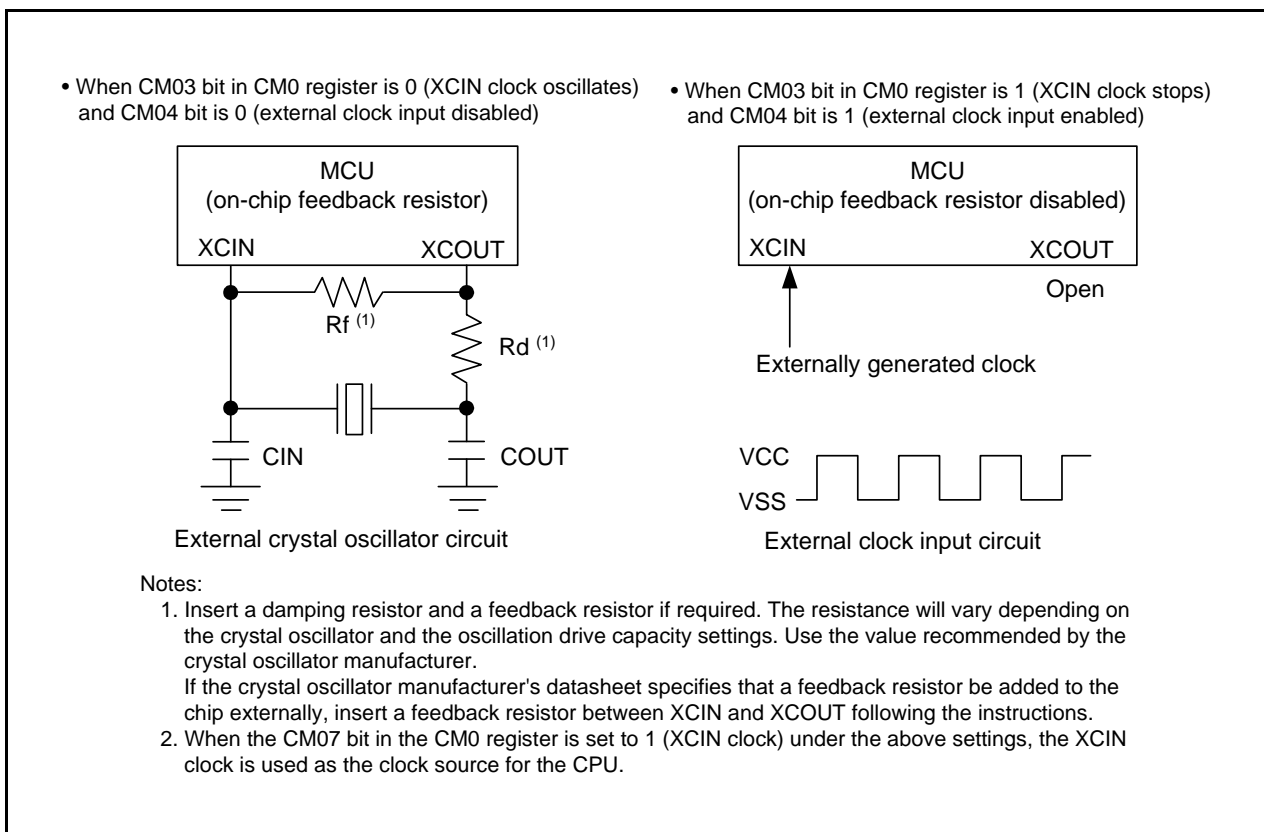 • When CM03 bit in CM0 register is 0 (XCIN clock oscillates)
and CM04 bit is 0 (external clock input disabled)
MCU
(on-chip feedback resistor)
XCIN
XCOUT
Rf (1)
Rd (1)
CIN
COUT
External crystal oscillator circuit
• When CM03 bit in CM0 register is 1 (XCIN clock stops)
and CM04 bit is 1 (external clock input enabled)
MCU
(on-chip feedback resistor disabled)
XCIN
XCOUT
Open
Externally generated clock
VCC
VSS
External clock input circuit
Notes:
1. Insert a damping resistor and a feedback resistor if required. The resistance will vary depending on
the crystal oscillator and the oscillation drive capacity settings. Use the value recommended by the
crystal oscillator manufacturer.
If the crystal oscillator manufacturer's datasheet specifies that a feedback resistor be added to the
chip externally, insert a feedback resistor between XCIN and XCOUT following the instructions.
2. When the CM07 bit in the CM0 register is set to 1 (XCIN clock) under the above settings, the XCIN
clock is used as the clock source for the CPU.